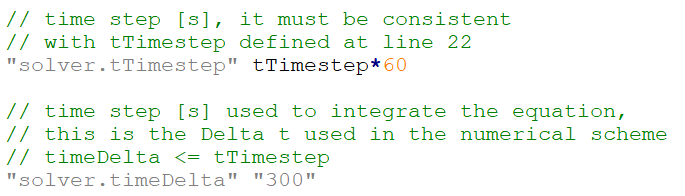 // time step [s], it must be consistent
// with tTimestep defined at line 22
"solver.tTimestep" tTimestep*60
// time step [s] used to integrate the equation,
// this is the Delta t used in the numerical scheme
// timeDelta <= tTimestep
"solver.timeDelta" "300"